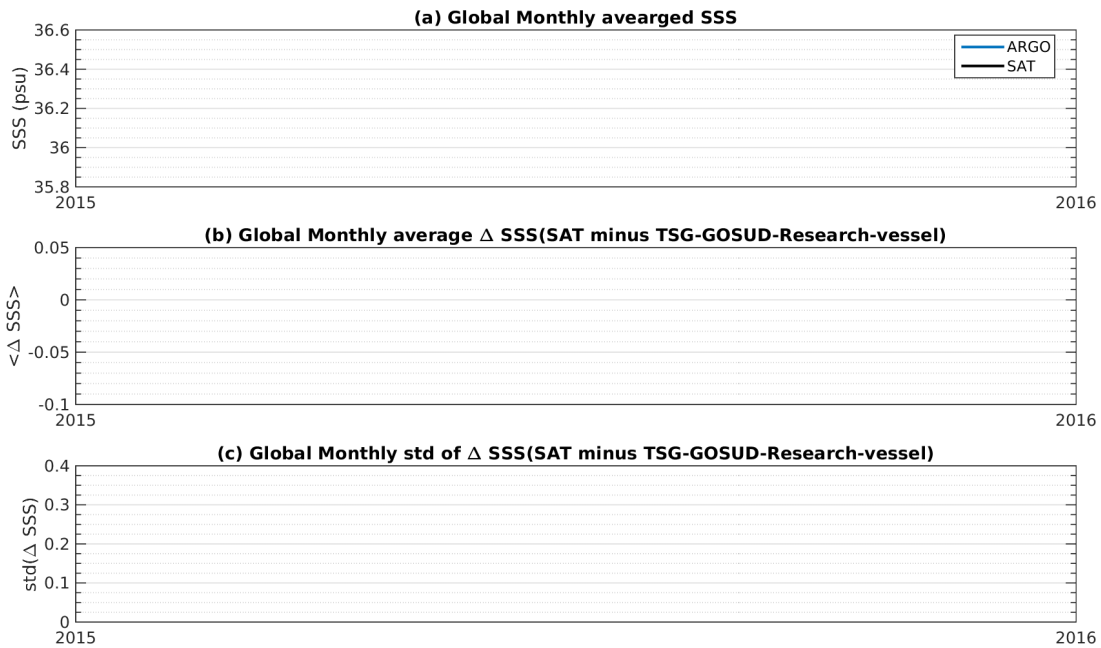 (a) Global Monthly avearged SSS
36.6
36.4
36.2
36
35.8
SSS (psu)
ARGO
SAT
2015
2016
(b) Global Monthly average Δ SSS(SAT minus TSG-GOSUD-Research-vessel)
0.05
0
-0.05
-0.1
<Δ SSS>
2015
2016
(c) Global Monthly std of Δ SSS(SAT minus TSG-GOSUD-Research-vessel)
0.4
0.3
0.2
0.1
0
std(Δ SSS)
2015
2016